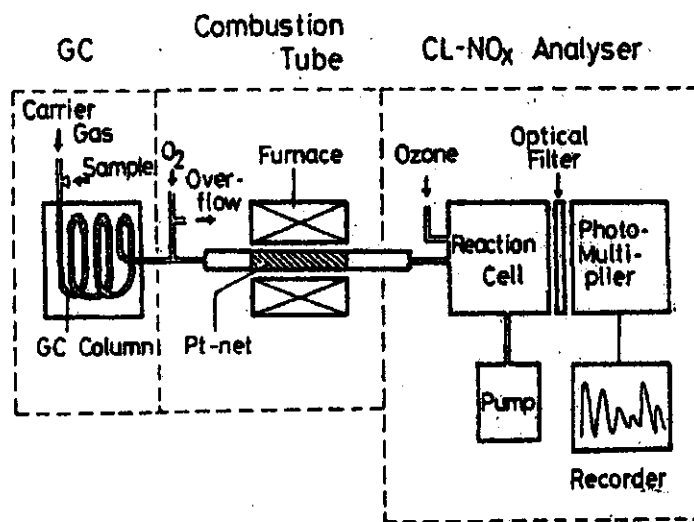 GC
Combustion
Tube
CL-NOx Analyser
Carrier
Gas
Sample
O2
Over-
flow
Furnace
Ozone
Optical
Filter
Reaction
Cell
Photo-
Multi-
plier
GC Column
Pt-net
Pump
Recorder